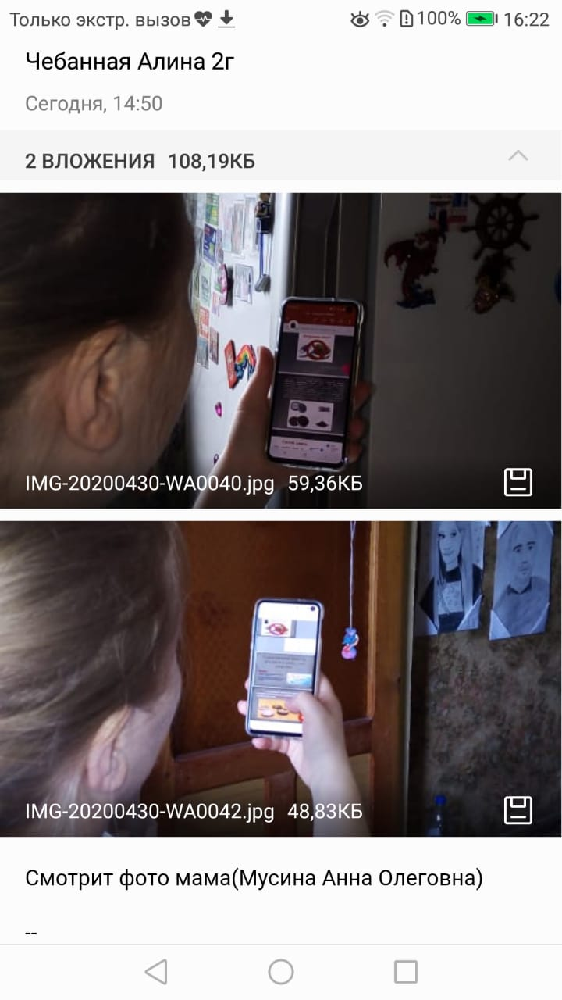 Только экстр. вызов 100% 16:22
Чебанная Алина 2г
Сегодня, 14:50
2 ВЛОЖЕНИЯ 108,19КБ
IMG-20200430-WA0040.jpg 59,36КБ
IMG-20200430-WA0042.jpg 48,83КБ
Смотрит фото мама(Мусина Анна Олеговна)
--